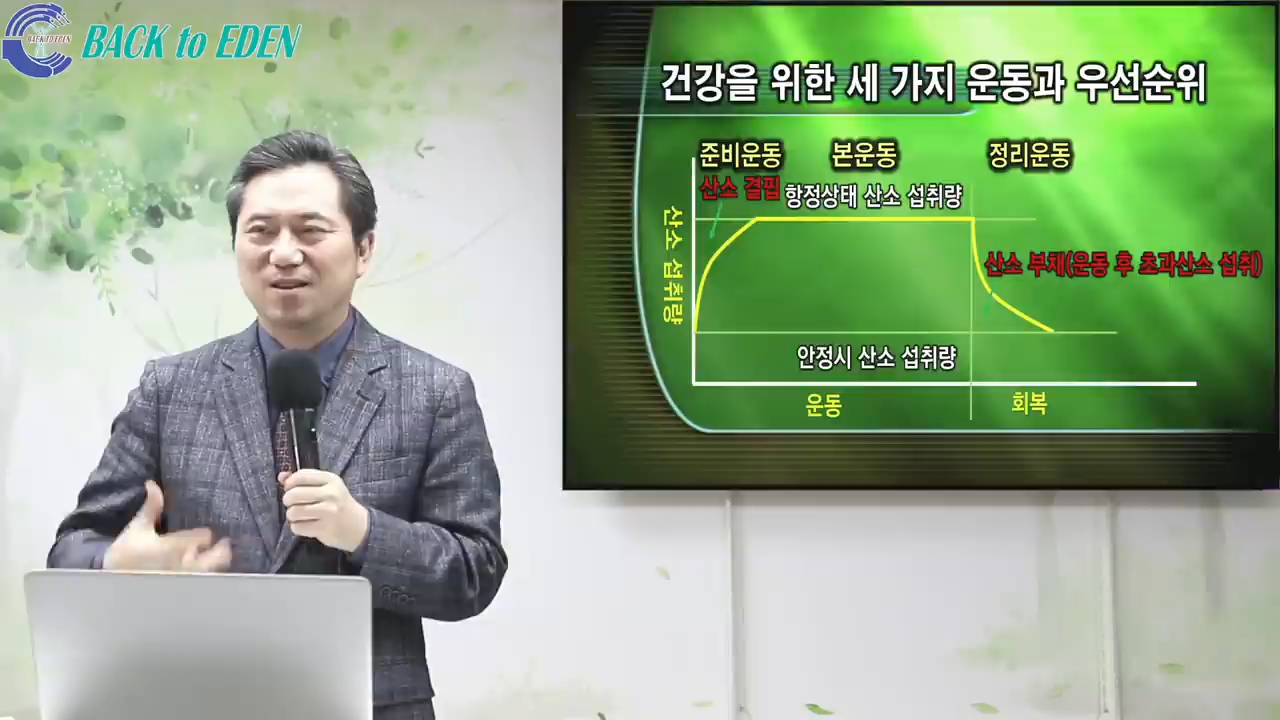 BACK TO EDEN
BACK to EDEN
건강을 위한 세 가지 운동과 우선순위
준비운동 본운동 정리운동
산소 결핍 항정상태 산소 섭취량
산소 섭취량
산소 부채(운동 후 초과산소 섭취)
안정시 산소 섭취량
운동 회복